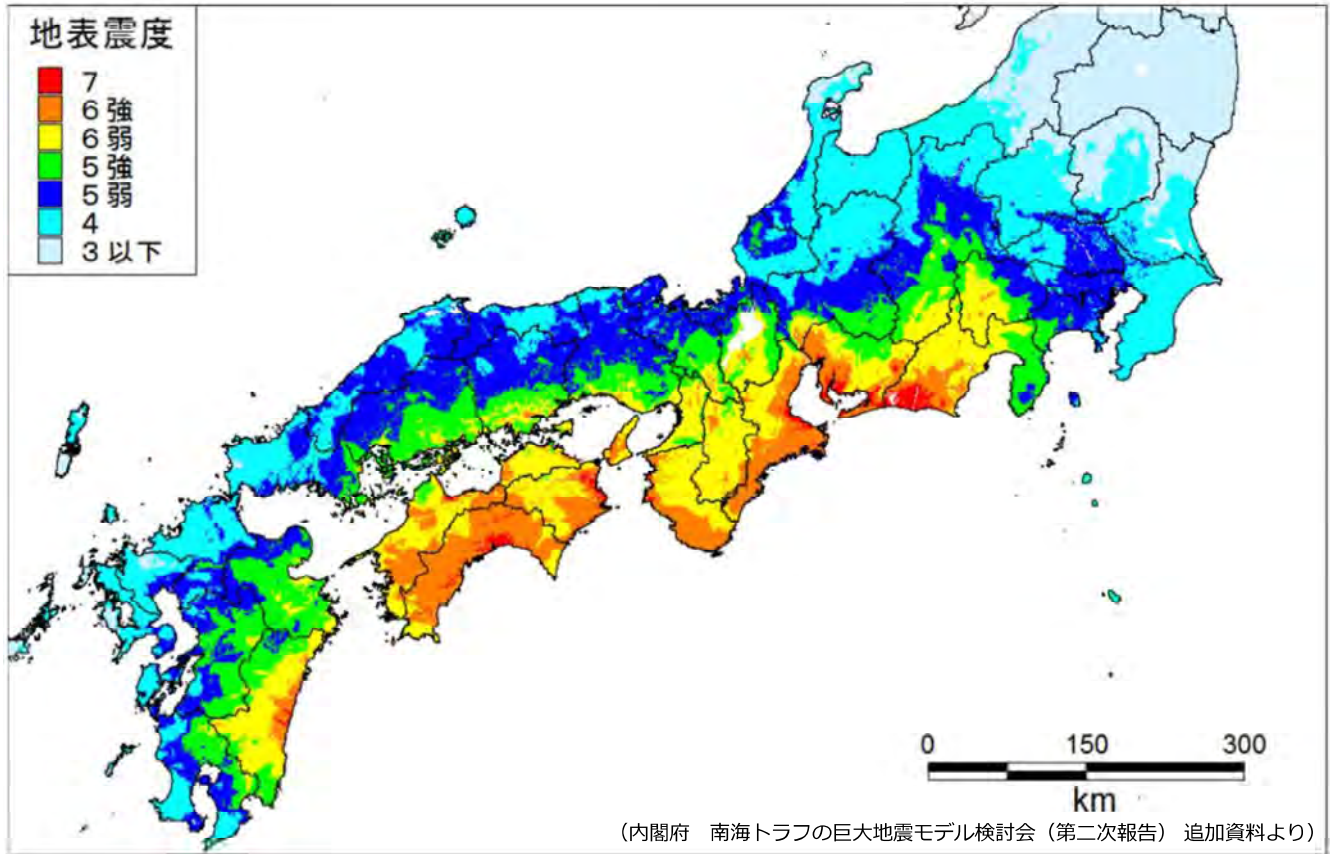 地表震度
7
6強
6弱
5強
5弱
4
3以下
0 150 300
km
（内閣府　南海トラフの巨大地震モデル検討会（第二次報告） 追加資料より）